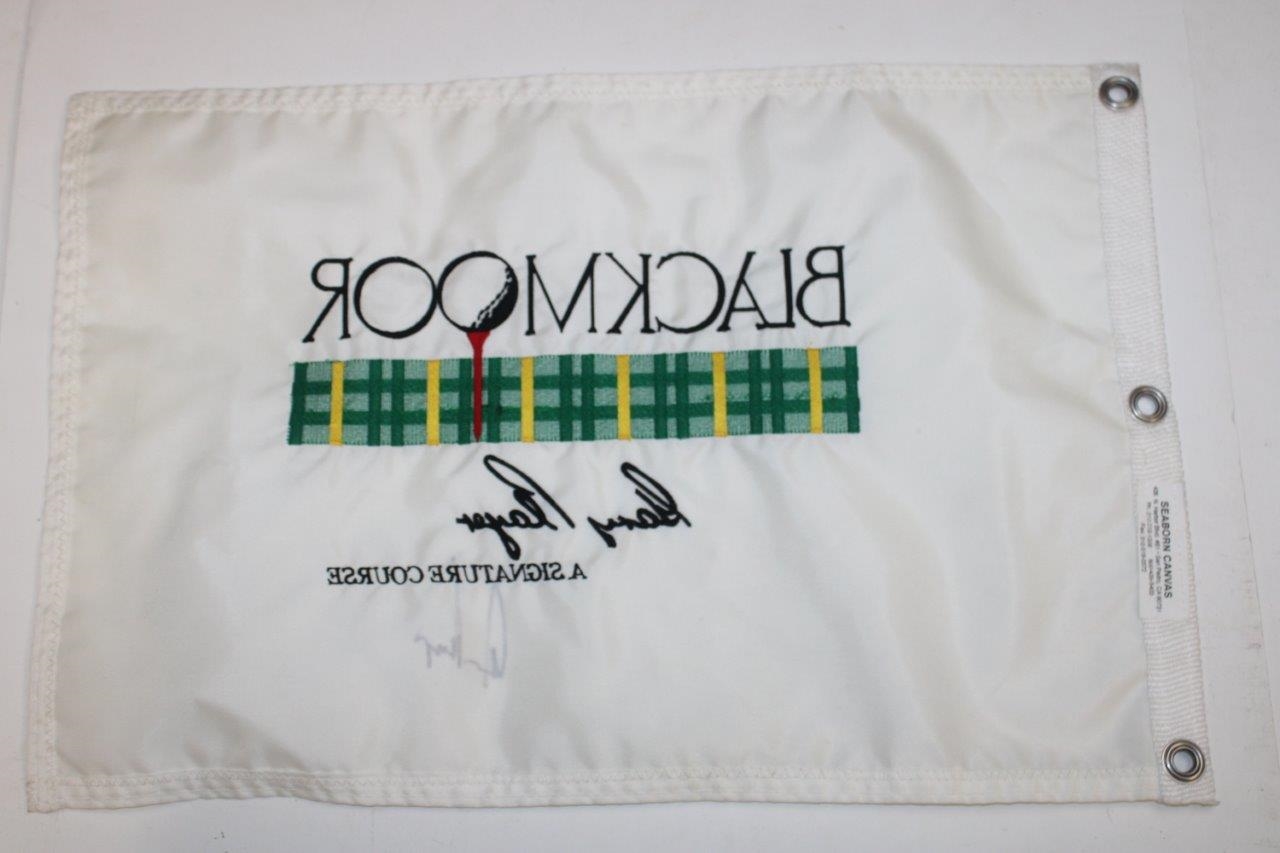 BLACKMOOR
Gary Player
A SIGNATURE COURSE
SEABORN CANVAS